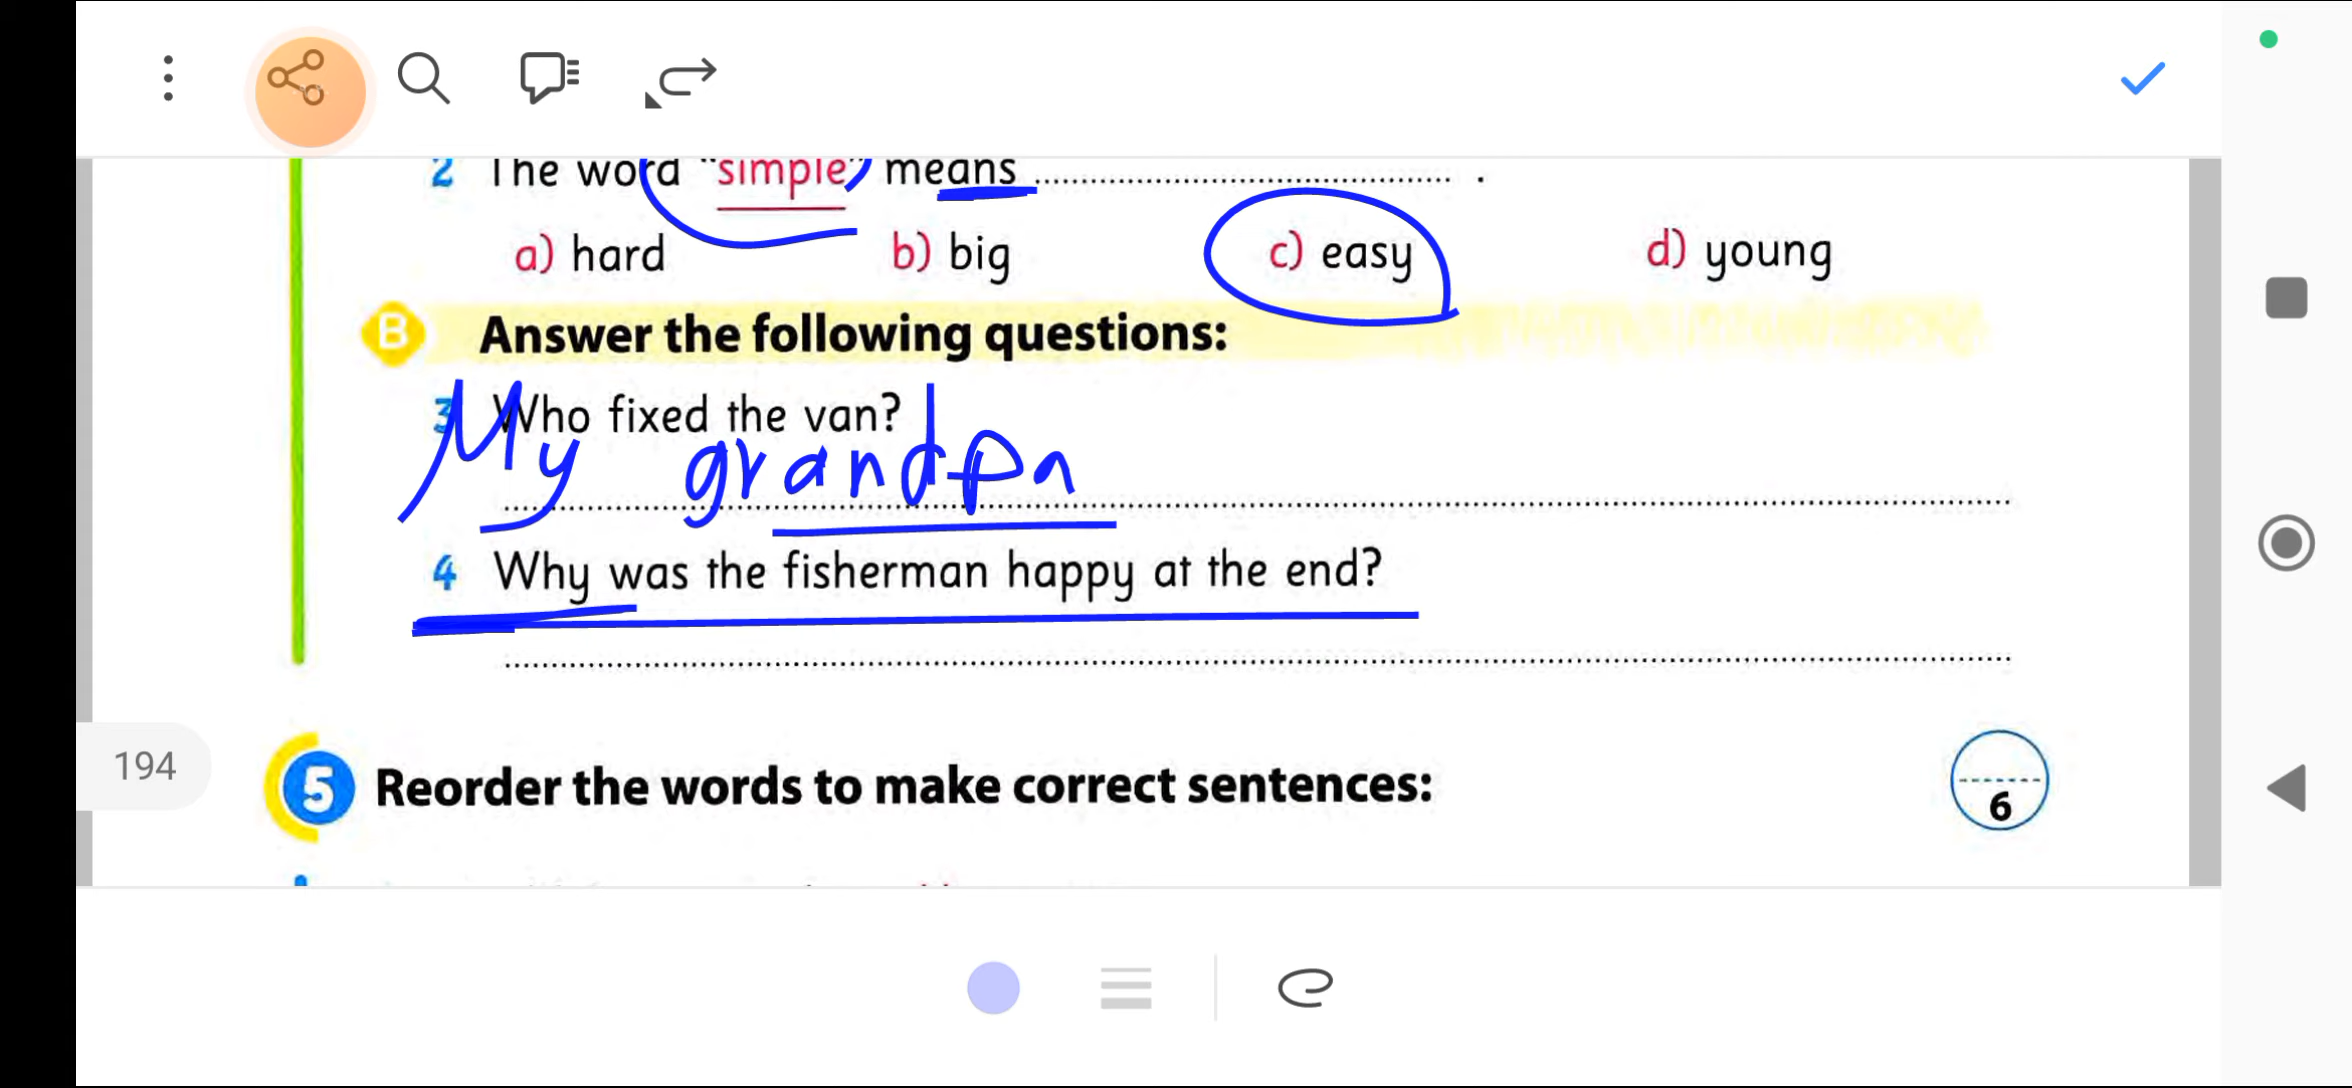 2 The word "simple" means .
a) hard b) big c) easy d) young
B Answer the following questions:
3 Who fixed the van?
My grandpa
4 Why was the fisherman happy at the end?
194
5 Reorder the words to make correct sentences:
6